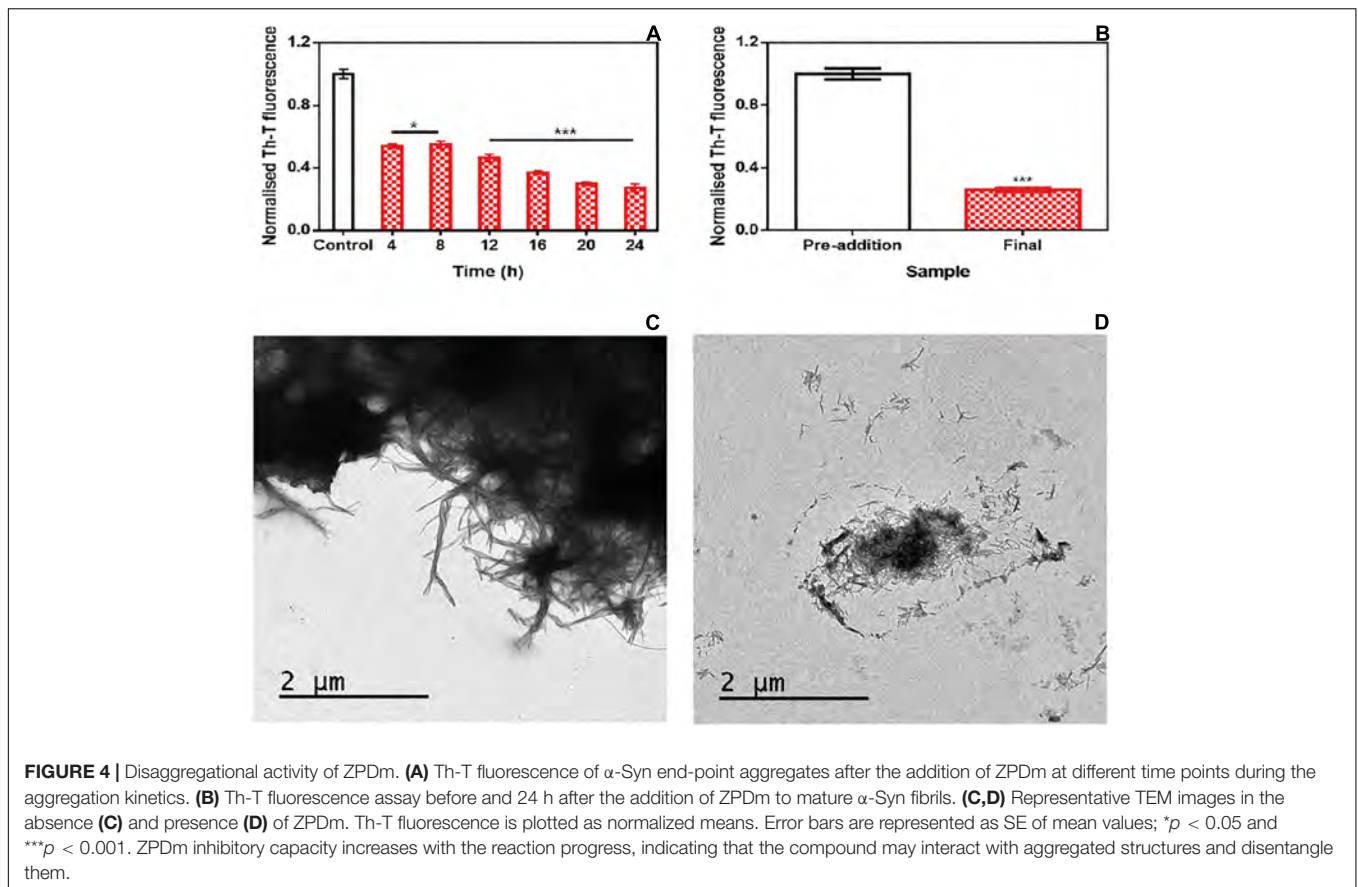 A
1.2
0.8
0.4
0.0
Normalised Th-T fluorescence
*
***
Control 4 8 12 16 20 24
Time (h)
B
1.2
0.8
0.4
0.0
Normalised Th-T fluorescence
***
Pre-addition Final
Sample
C
2 µm
D
2 µm
FIGURE 4 | Disaggregational activity of ZPDm. (A) Th-T fluorescence of α-Syn end-point aggregates after the addition of ZPDm at different time points during the
aggregation kinetics. (B) Th-T fluorescence assay before and 24 h after the addition of ZPDm to mature α-Syn fibrils. (C,D) Representative TEM images in the
absence (C) and presence (D) of ZPDm. Th-T fluorescence is plotted as normalized means. Error bars are represented as SE of mean values; *p < 0.05 and
***p < 0.001. ZPDm inhibitory capacity increases with the reaction progress, indicating that the compound may interact with aggregated structures and disentangle
them.